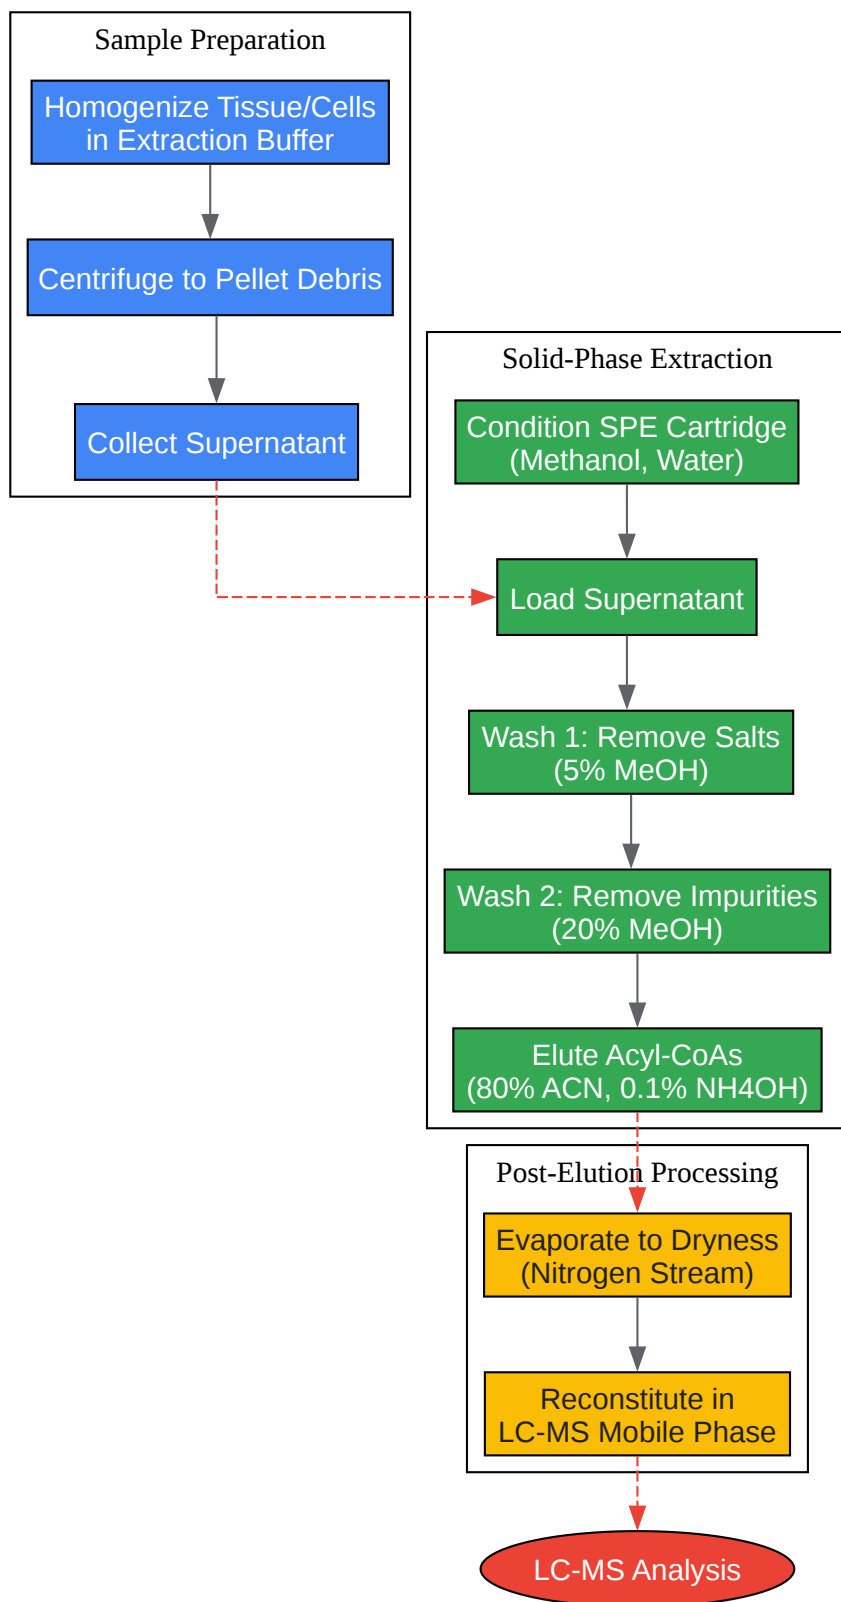 Sample Preparation
Homogenize Tissue/Cells
in Extraction Buffer
Centrifuge to Pellet Debris
Collect Supernatant
Solid-Phase Extraction
Condition SPE Cartridge
(Methanol, Water)
Load Supernatant
Wash 1: Remove Salts
(5% MeOH)
Wash 2: Remove Impurities
(20% MeOH)
Elute Acyl-CoAs
(80% ACN, 0.1% NH4OH)
Post-Elution Processing
Evaporate to Dryness
(Nitrogen Stream)
Reconstitute in
LC-MS Mobile Phase
LC-MS Analysis